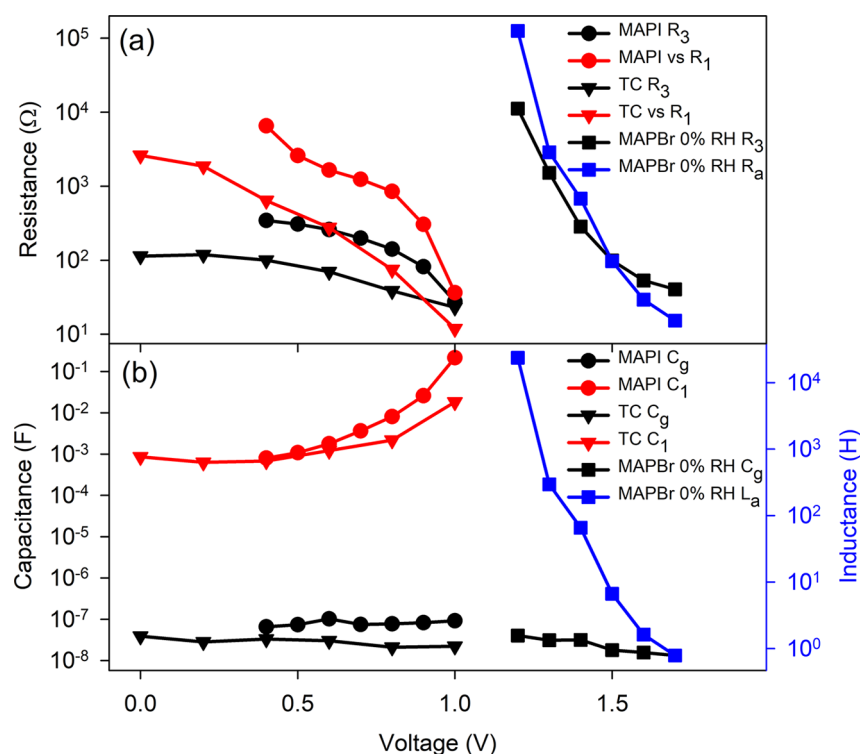 (a)
MAPI R3
MAPI vs R1
TC R3
TC vs R1
MAPBr 0% RH R3
MAPBr 0% RH Ra
10^5
10^4
10^3
10^2
10^1
Resistance (Ω)
(b)
MAPI Cg
MAPI C1
TC Cg
TC C1
MAPBr 0% RH Cg
MAPBr 0% RH La
10^-1
10^-2
10^-3
10^-4
10^-5
10^-6
10^-7
10^-8
Capacitance (F)
10^4
10^3
10^2
10^1
10^0
Inductance (H)
0.0 0.5 1.0 1.5
Voltage (V)